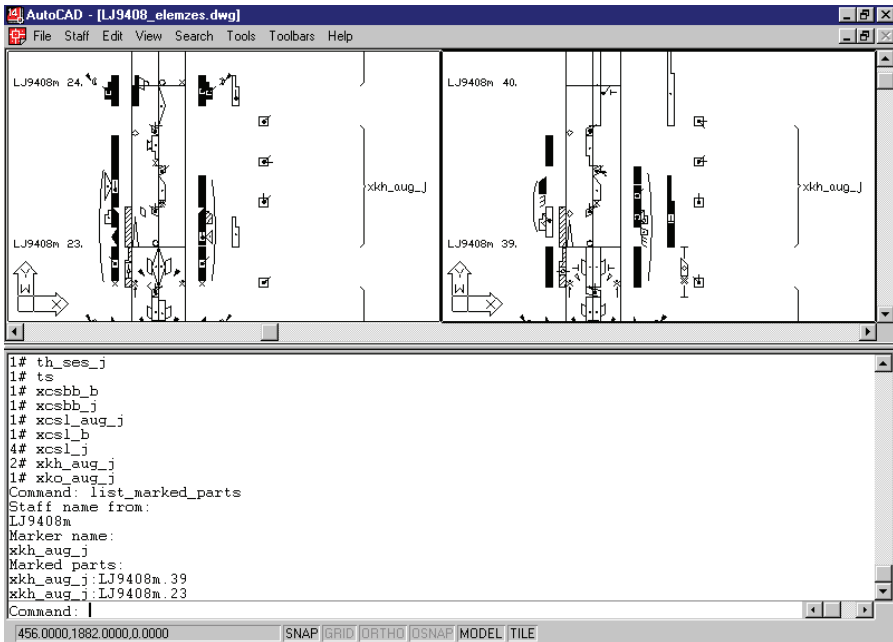 AutoCAD - [LJ9408_elemzes.dwg]
File Staff Edit View Search Tools Toolbars Help
LJ9408m 24.
xkh_aug_j
LJ9408m 23.
W
X
LJ9408m 40.
xkh_aug_j
LJ9408m 39.
W
X
1# th_ses_j
1# ts
1# xcsbb_b
1# xcsbb_j
1# xcsl_aug_j
1# xcsl_b
4# xcsl_j
2# xkh_aug_j
1# xko_aug_j
Command: list_marked_parts
Staff name from:
LJ9408m
Marker name:
xkh_aug_j
Marked parts:
xkh_aug_j:LJ9408m.39
xkh_aug_j:LJ9408m.23
Command:
456.0000,1882.0000,0.0000 SNAP GRID ORTHO OSNAP MODEL TILE